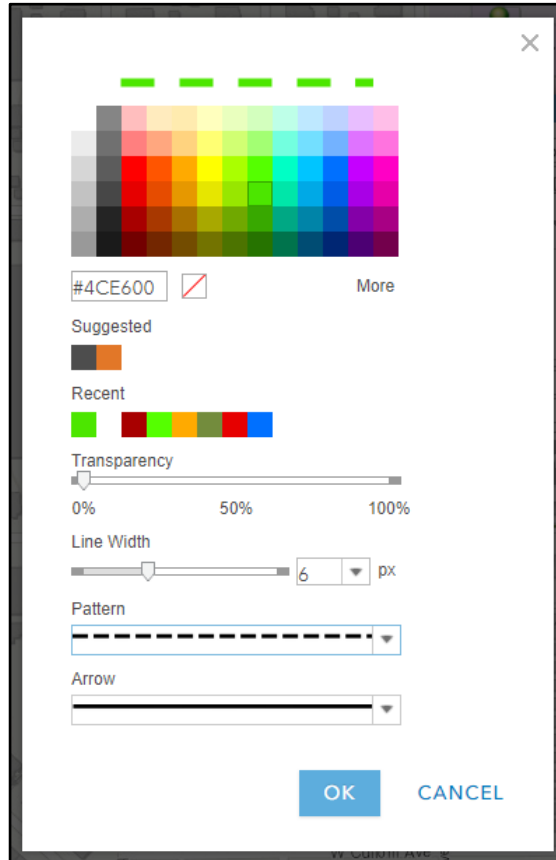 #4CE600 More
Suggested
Recent
Transparency
0% 50% 100%
Line Width
6 px
Pattern
Arrow
OK CANCEL